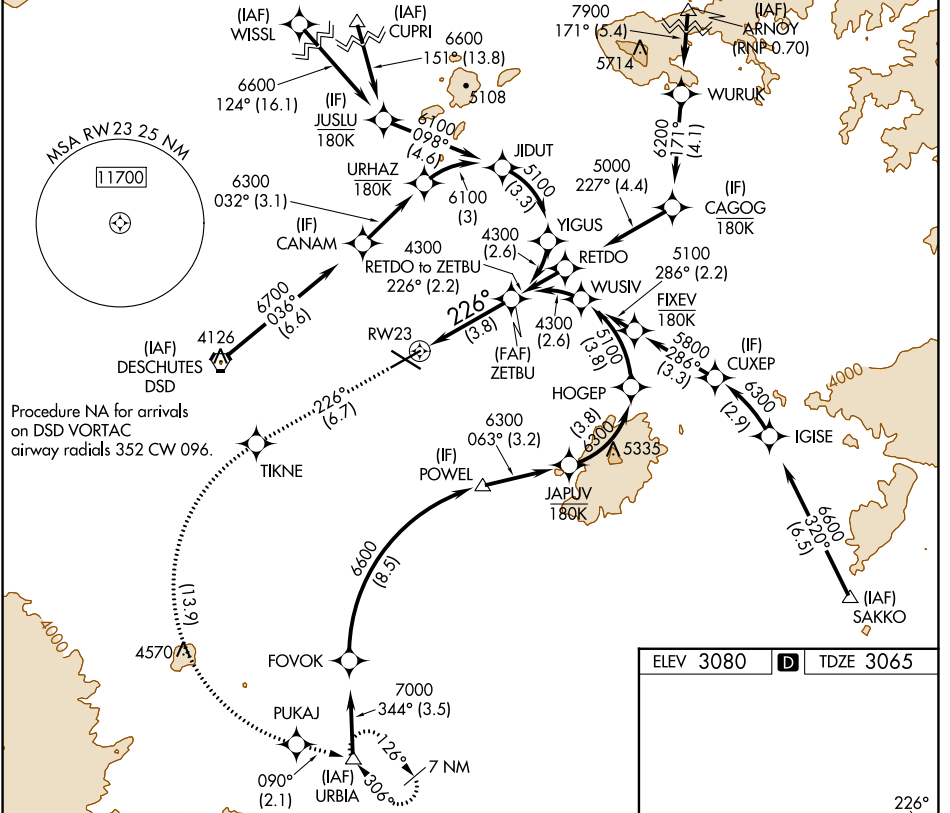 (IAF)
WISSL
(IAF)
CUPRI
6600
151° (13.8)
6600
124° (16.1)
7900
171° (5.4)
(IAF)
ARNOY
(RNP 0.70)
5714
5108
WURUK
(IF)
JUSLU
180K
6100
098°
(4.6)
MSA RW23 25 NM
11700
6300
032° (3.1)
URHAZ
180K
JIDUT
6100
(3)
5100
(3.3)
6200
171°
(4.1)
5000
227° (4.4)
(IF)
CAGOG
180K
(IF)
CANAM
YIGUS
4300
RETDO to ZETBU
226° (2.2)
4300
(2.6)
RETDO
5100
286° (2.2)
WUSIV
FIXEV
180K
6700
036°
(6.6)
226°
(3.8)
4300
(2.6)
5100
(3.8)
5800
286°
(3.3)
(IF)
CUXEP
RW23
4126
(IAF)
DESCHUTES
DSD
(FAF)
ZETBU
4000
HOGEP
6300
(2.9)
Procedure NA for arrivals
on DSD VORTAC
airway radials 352 CW 096.
226°
(6.7)
6300
063° (3.2)
(3.8)
6300
5335
IGISE
TIKNE
(IF)
POWEL
JAPUV
180K
6600
320°
(6.5)
6600
(8.5)
(13.9)
(IAF)
SAKKO
4000
4570
FOVOK
ELEV 3080 D TDZE 3065
7000
344° (3.5)
PUKAJ
126°
7 NM
306°
090°
(2.1)
(IAF)
URBIA
226°